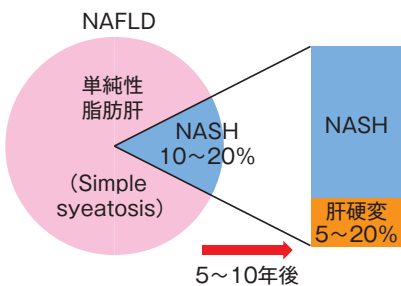 NAFLD
単純性
脂肪肝
(Simple
syeatosis)
NASH
10〜20%
NASH
肝硬変
5〜20%
5〜10年後